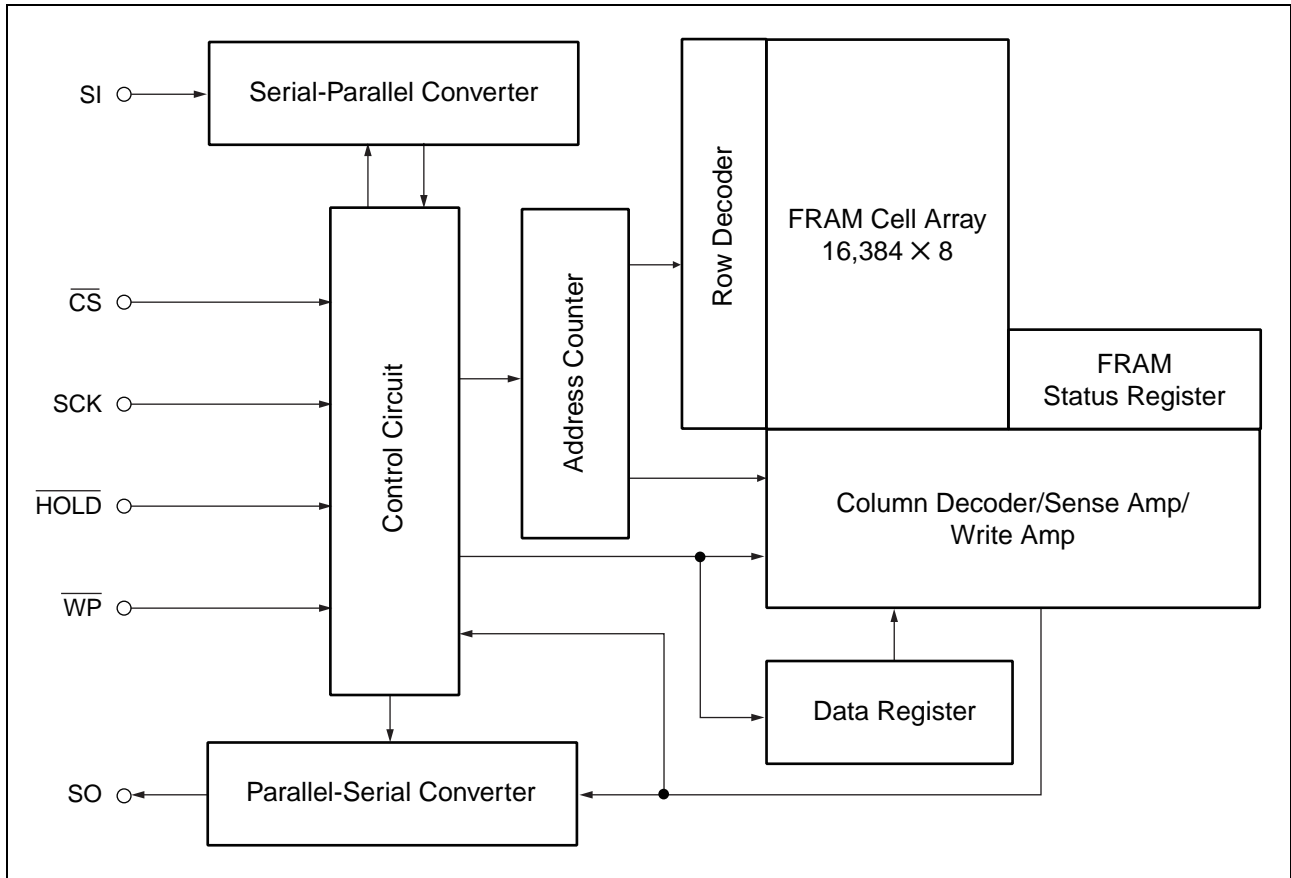 SI
Serial-Parallel Converter
Row Decoder
FRAM Cell Array
16,384 × 8
CS
SCK
HOLD
WP
Control Circuit
Address Counter
FRAM
Status Register
Column Decoder/Sense Amp/
Write Amp
Data Register
SO
Parallel-Serial Converter